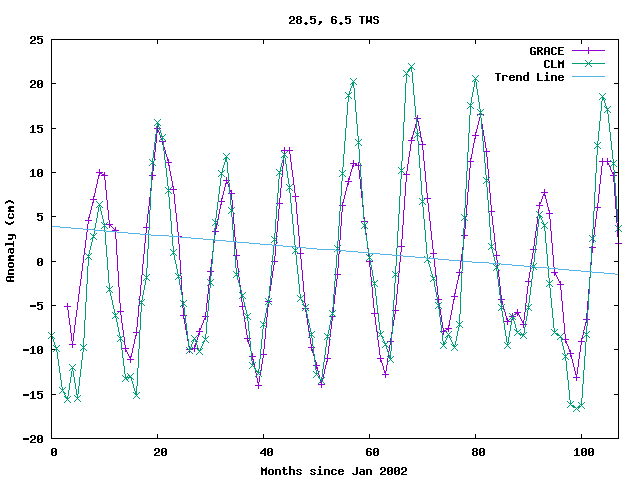 28.5, 6.5 TWS
GRACE
CLM
Trend Line
Anomaly (cm)
25
20
15
10
5
0
-5
-10
-15
-20
0 20 40 60 80 100
Months since Jan 2002